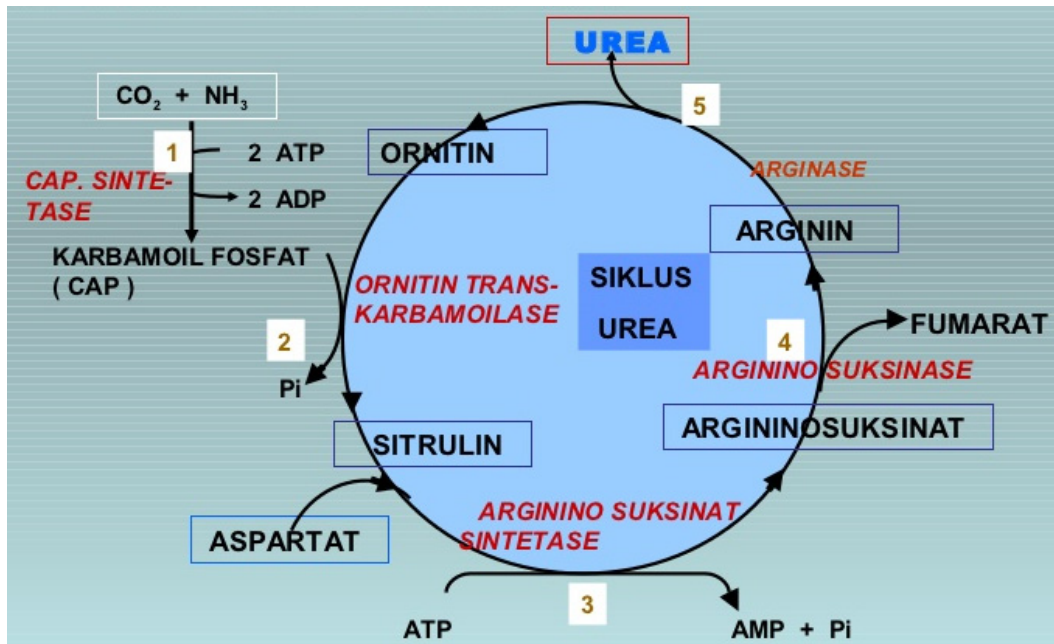 UREA
CO2 + NH3
5
1
2 ATP
ORNITIN
CAP. SINTE-
TASE
2 ADP
ARGINASE
ARGININ
KARBAMOIL FOSFAT
( CAP )
ORNITIN TRANS-
KARBAMOILASE
SIKLUS
UREA
2
Pi
4
FUMARAT
ARGININO SUKSINASE
ARGININOSUKSINAT
SITRULIN
ASPARTAT
ARGININO SUKSINAT
SINTETASE
3
ATP
AMP + Pi